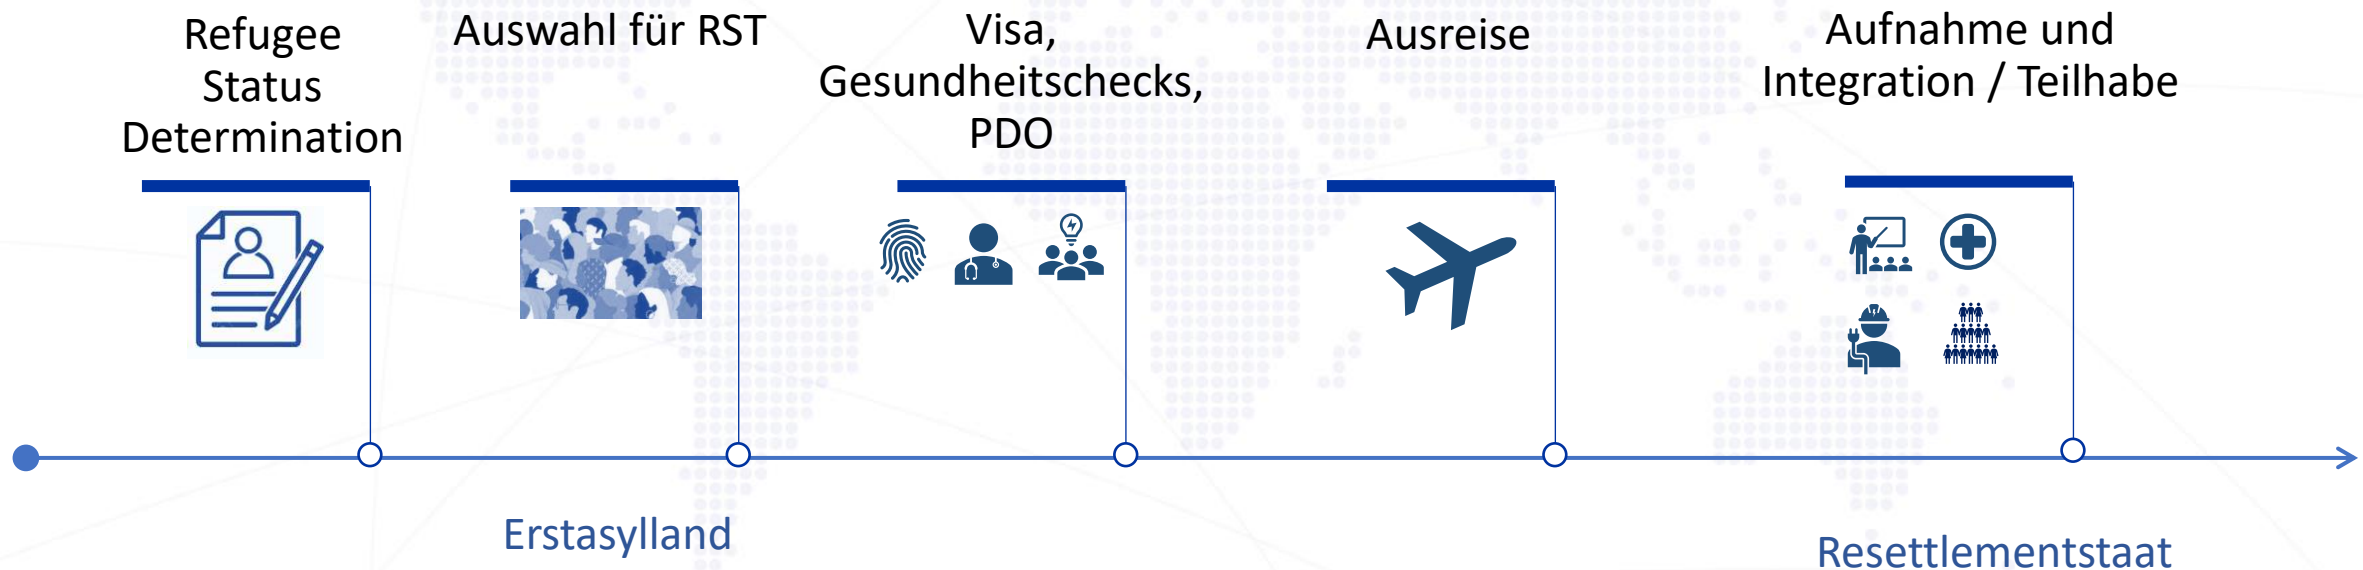 Refugee
Status
Determination
Auswahl für RST
Visa,
Gesundheitschecks,
PDO
Ausreise
Aufnahme und
Integration / Teilhabe
Erstasylland
Resettlementstaat